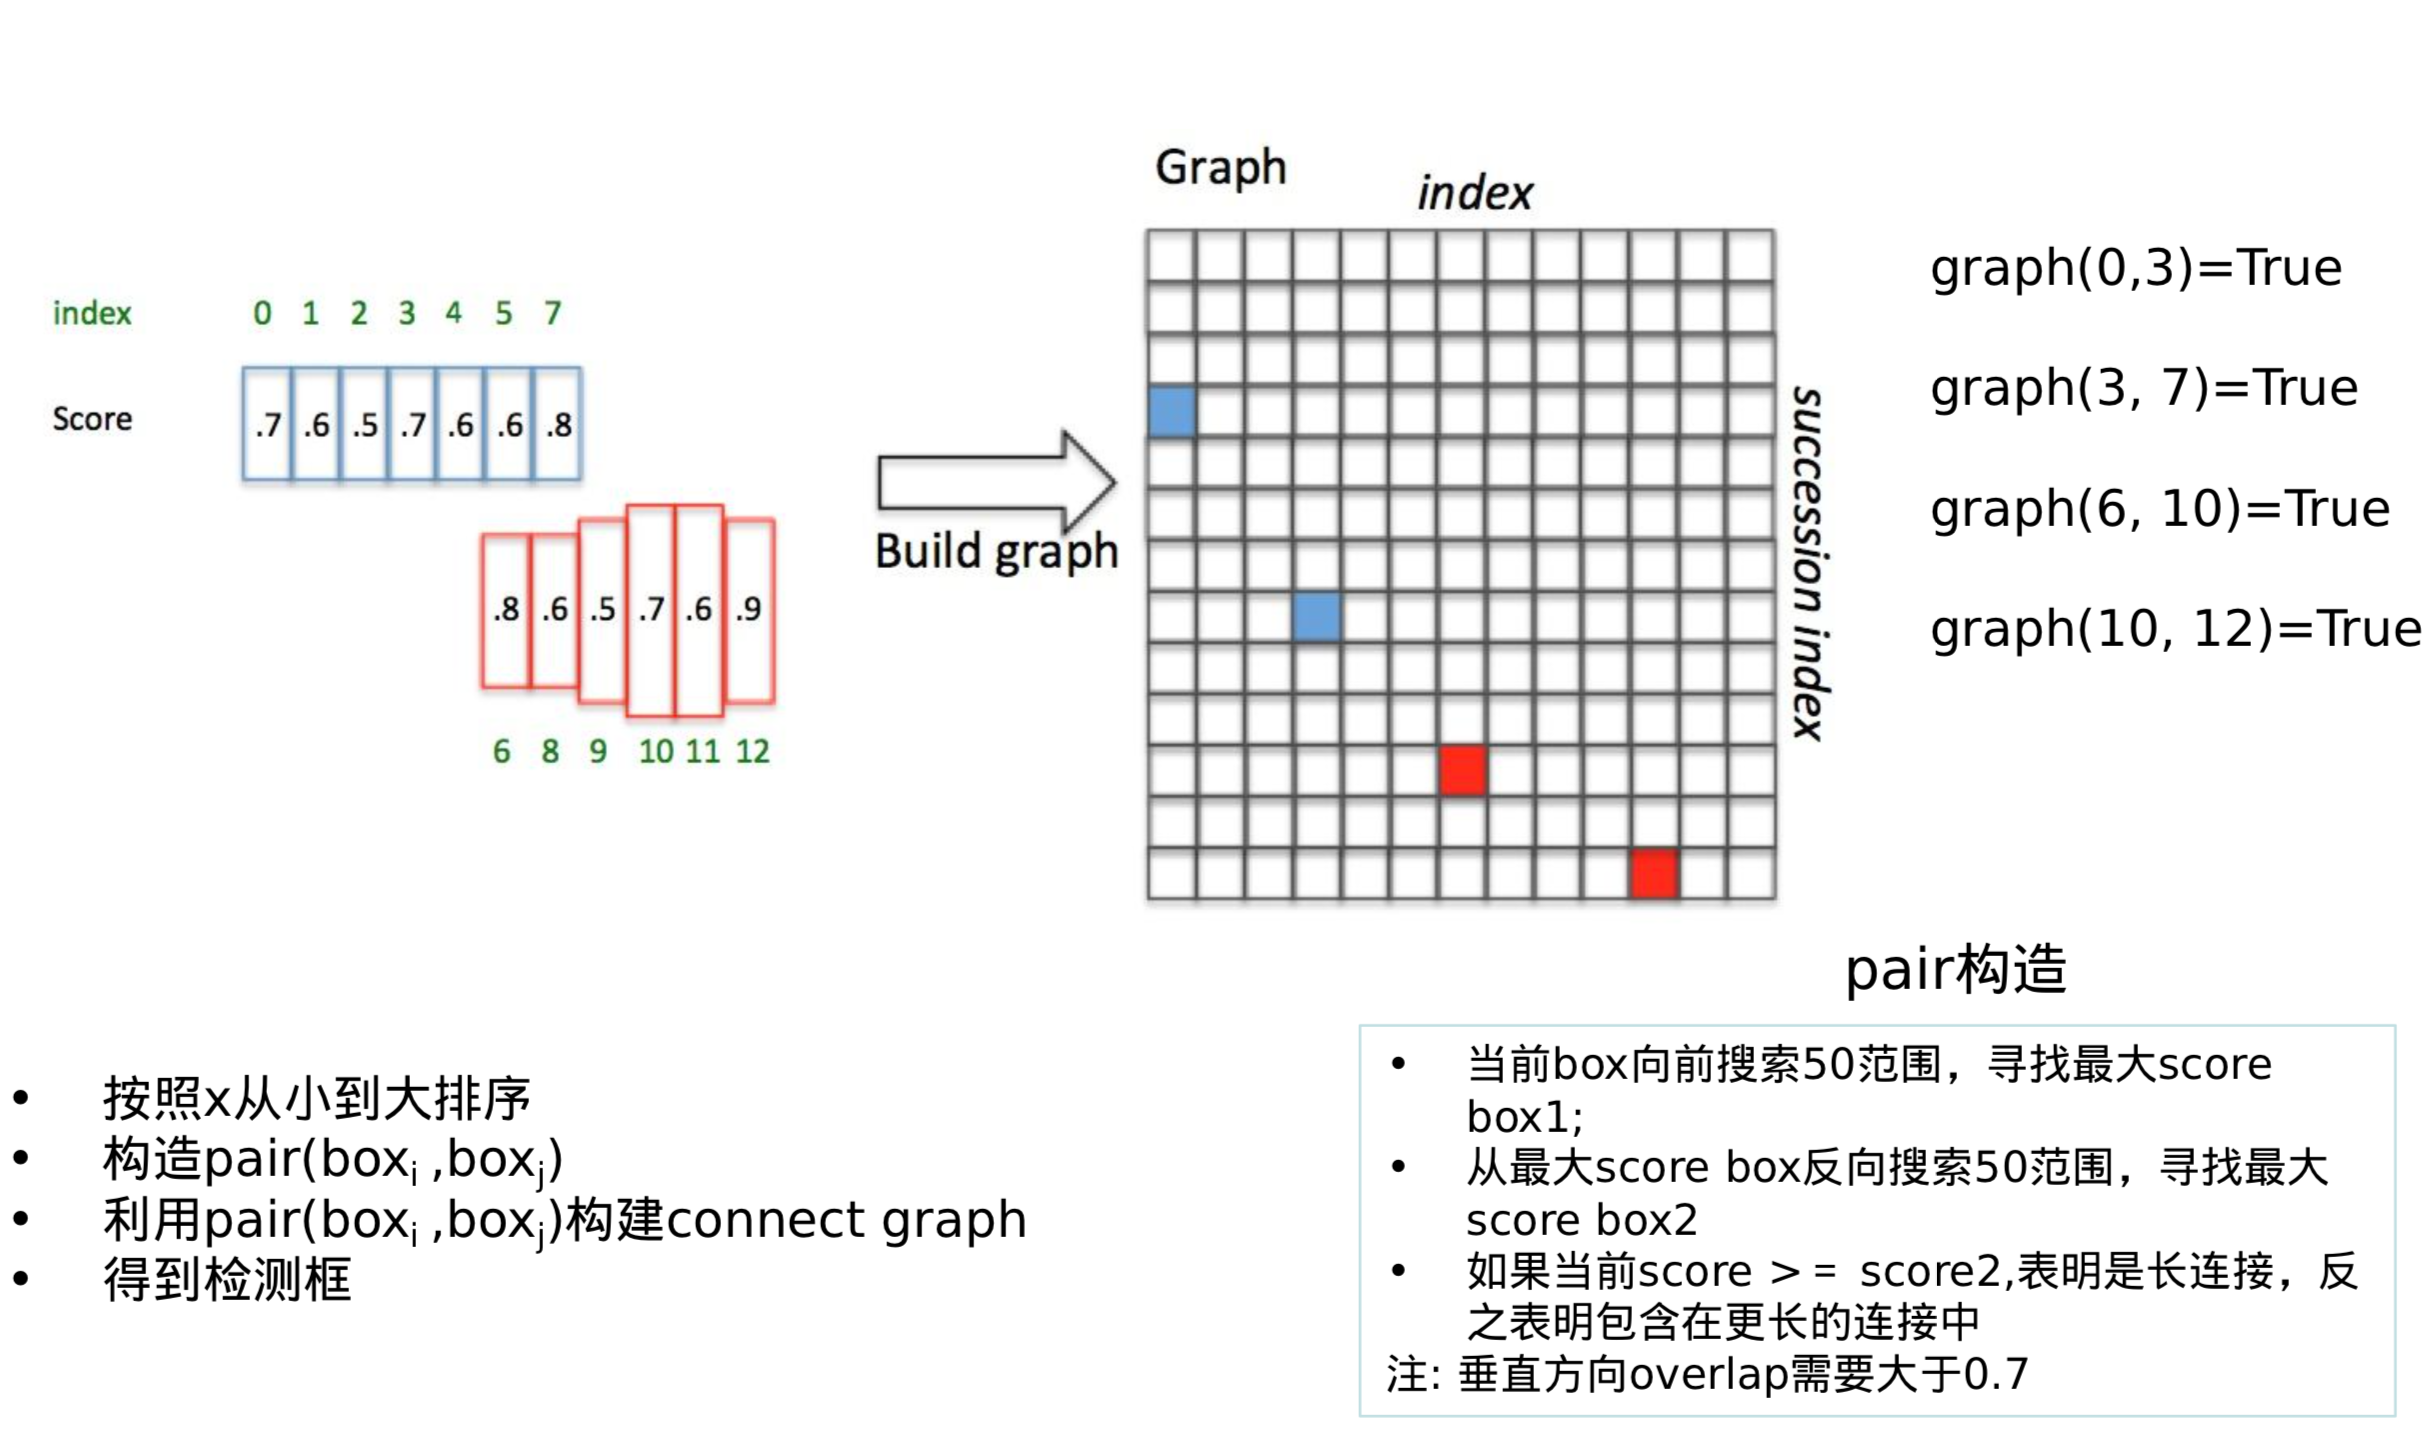 Graph
index
index 0 1 2 3 4 5 7
Score .7 .6 .5 .7 .6 .6 .8
.8 .6 .5 .7 .6 .9
6 8 9 10 11 12
Build graph
succession index
graph(0,3)=True
graph(3, 7)=True
graph(6, 10)=True
graph(10, 12)=True
• 按照x从小到大排序
• 构造pair(boxi ,boxj)
• 利用pair(boxi ,boxj)构建connect graph
• 得到检测框
pair构造
• 当前box向前搜索50范围，寻找最大score
box1;
• 从最大score box反向搜索50范围，寻找最大
score box2
• 如果当前score >= score2,表明是长连接，反
之表明包含在更长的连接中
注: 垂直方向overlap需要大于0.7